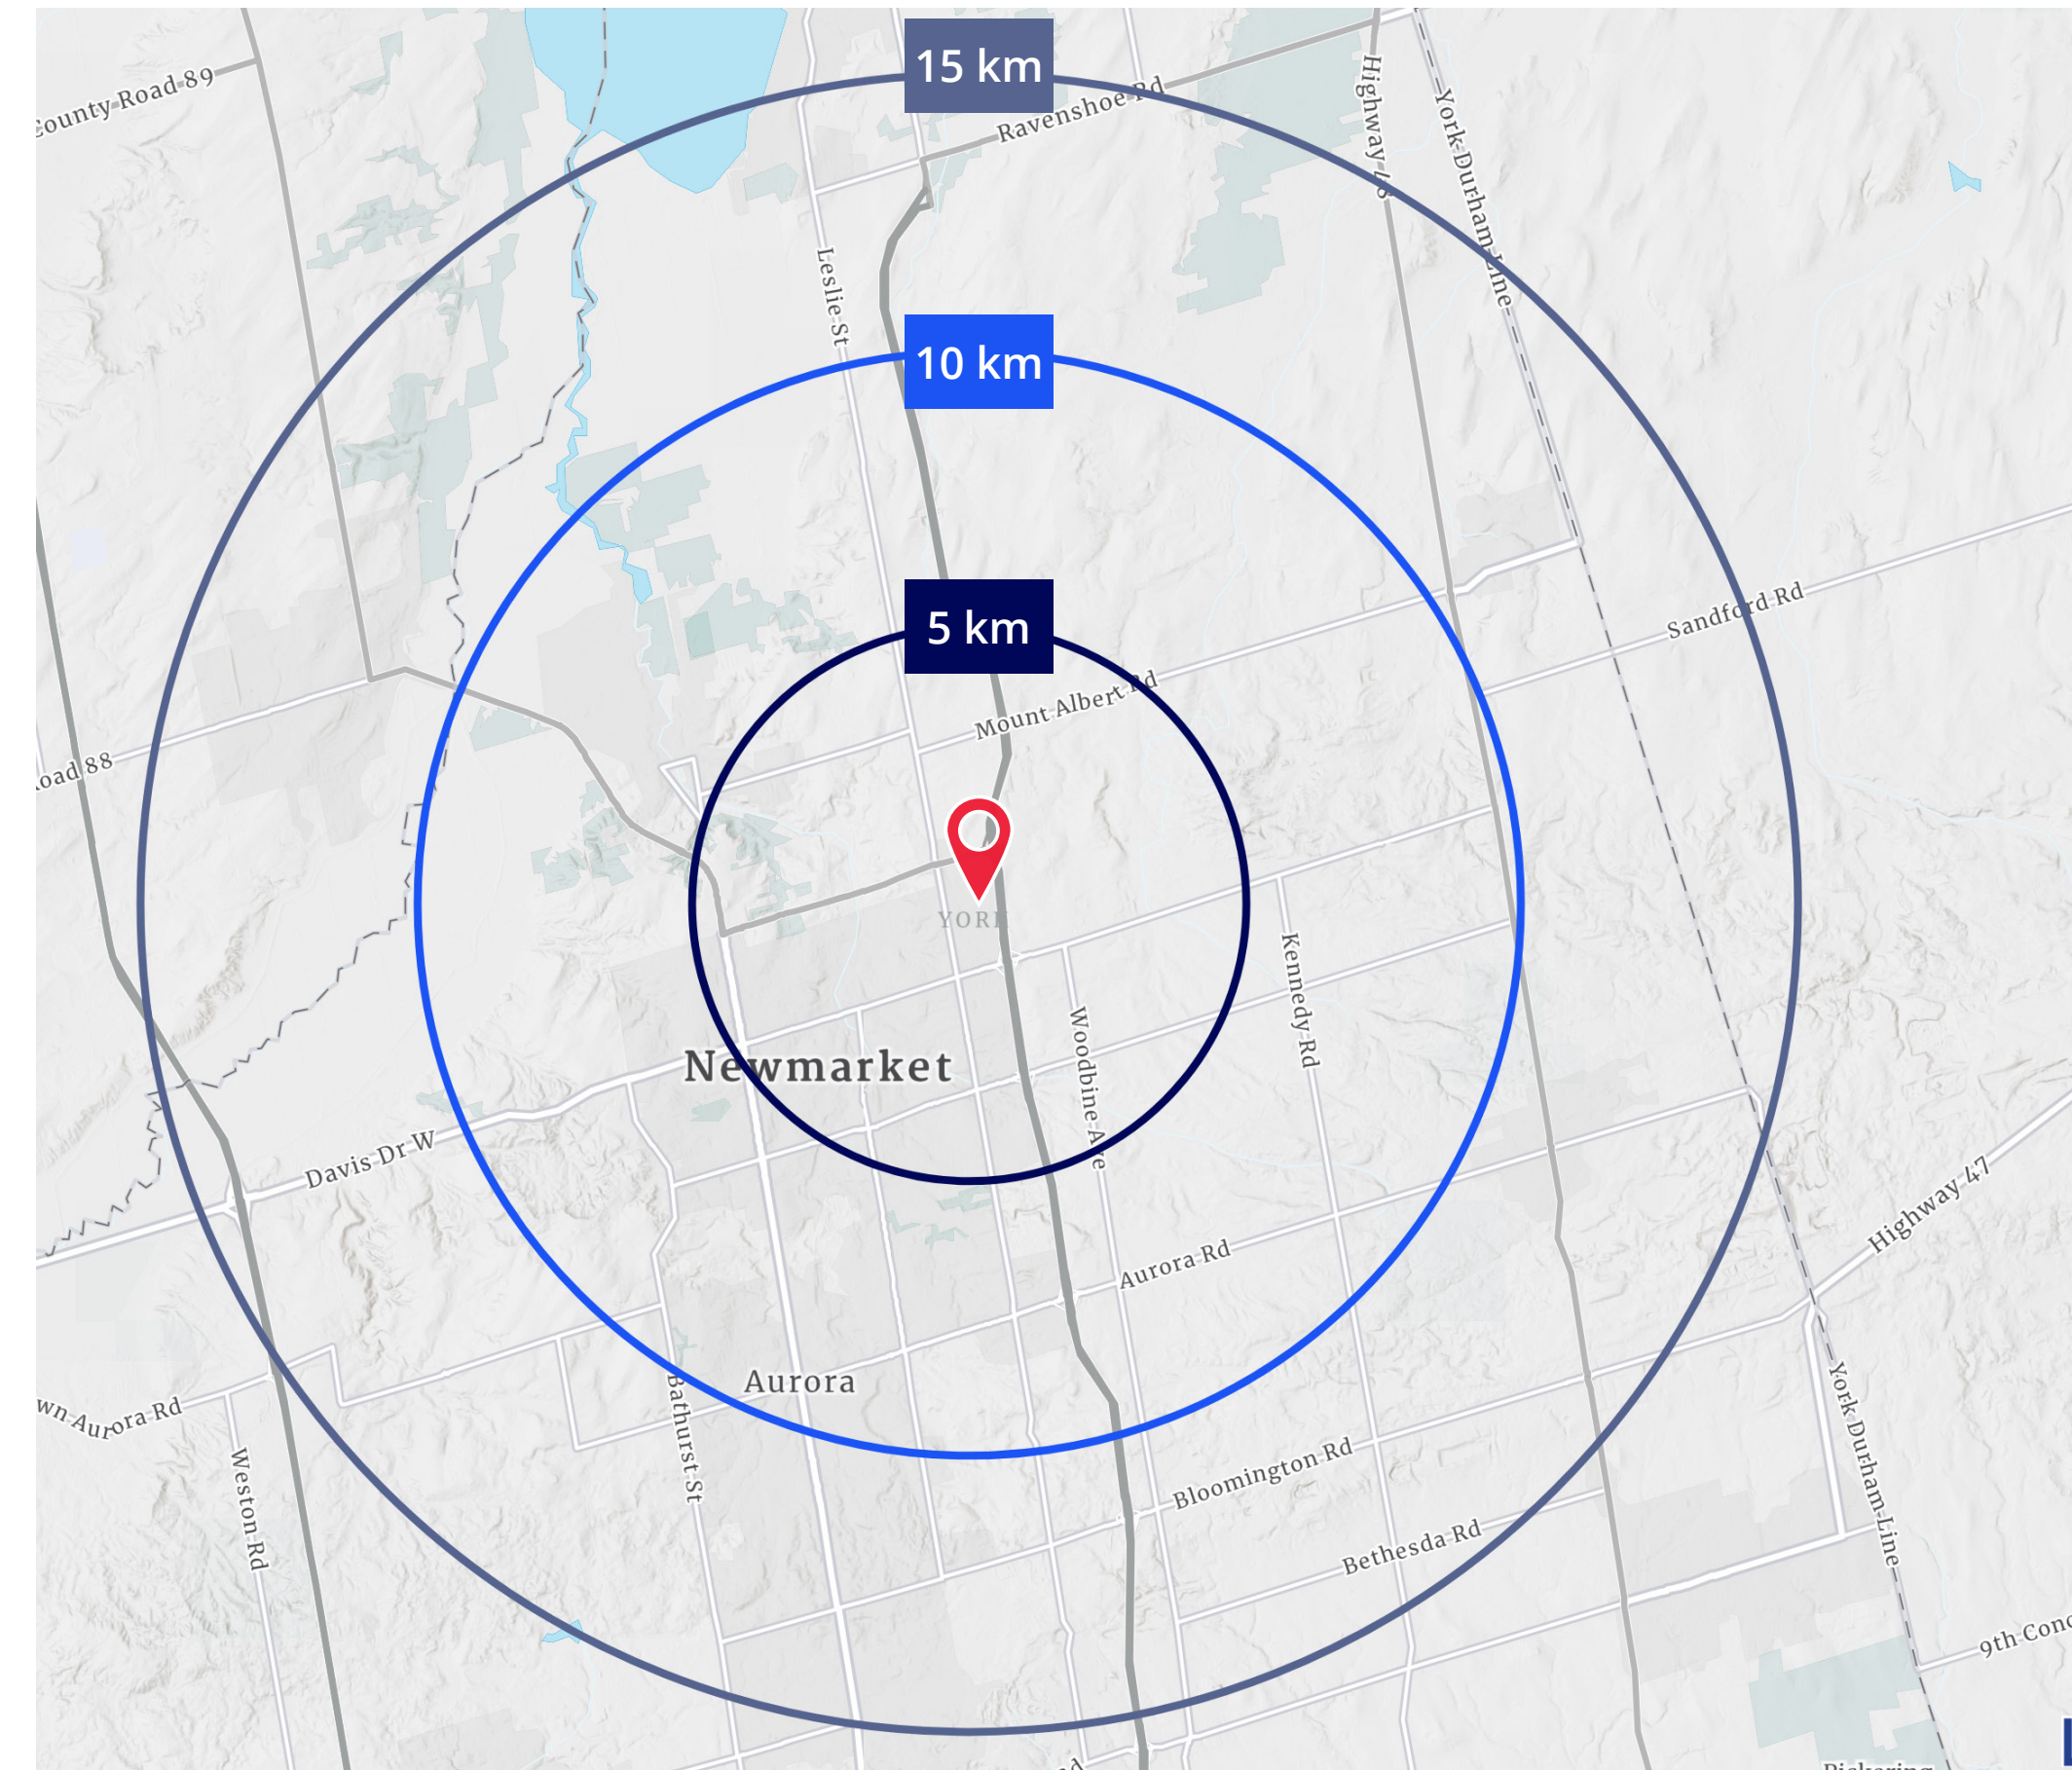 15 km
County Road 89
Ravenshoe Rd
Highway 48
York Durham Line
Leslie St
10 km
Sandford Rd
5 km
Mount Albert Rd
Road 88
YORK
Kennedy Rd
Newmarket
Woodbine Ave
Davis Dr W
Highway 47
Aurora Rd
Aurora
wn Aurora Rd
Bathurst St
York Durham Line
Bloomington Rd
Weston Rd
Bethesda Rd
9th Conc